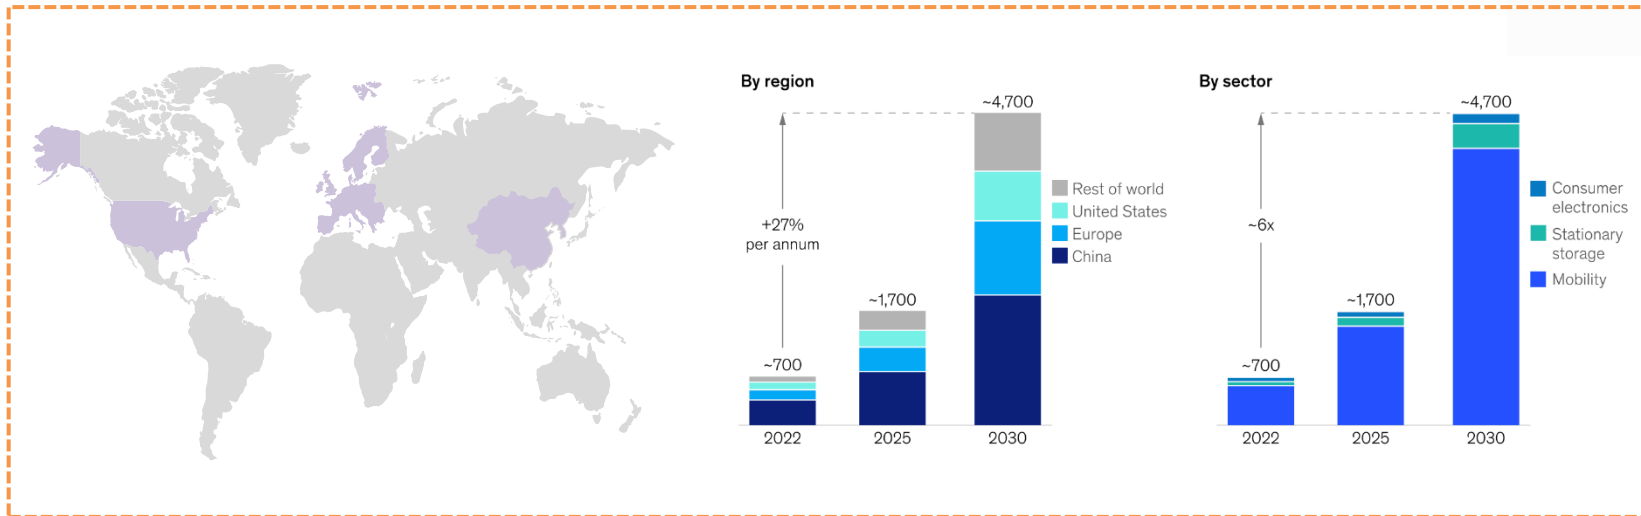 By region
~4,700
+27%
per annum
~1,700
~700
2022
2025
2030
Rest of world
United States
Europe
China
By sector
~4,700
~6x
~1,700
~700
2022
2025
2030
Consumer
electronics
Stationary
storage
Mobility